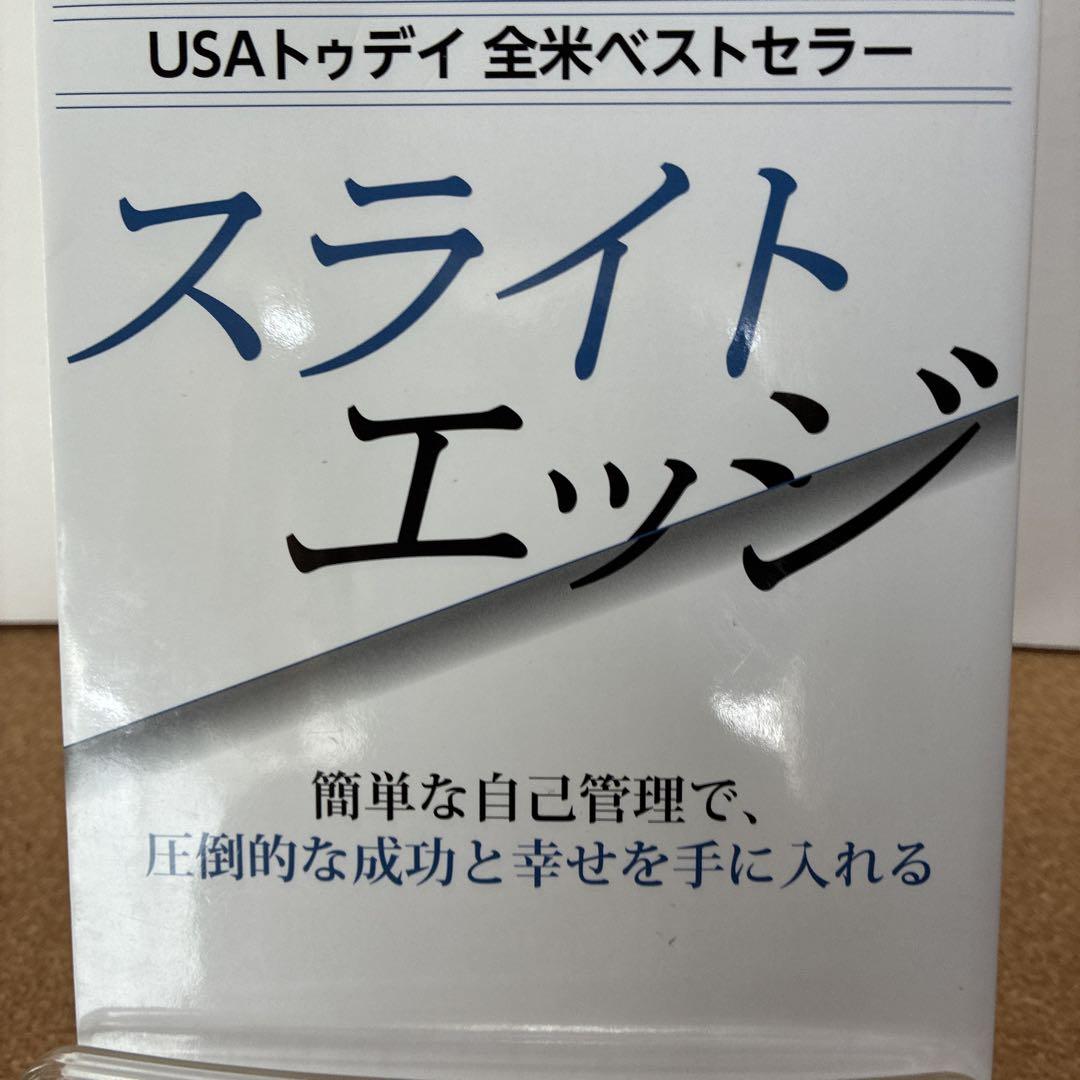 USAトゥデイ 全米ベストセラー
スライト
エッジ
簡単な自己管理で、
圧倒的な成功と幸せを手に入れる